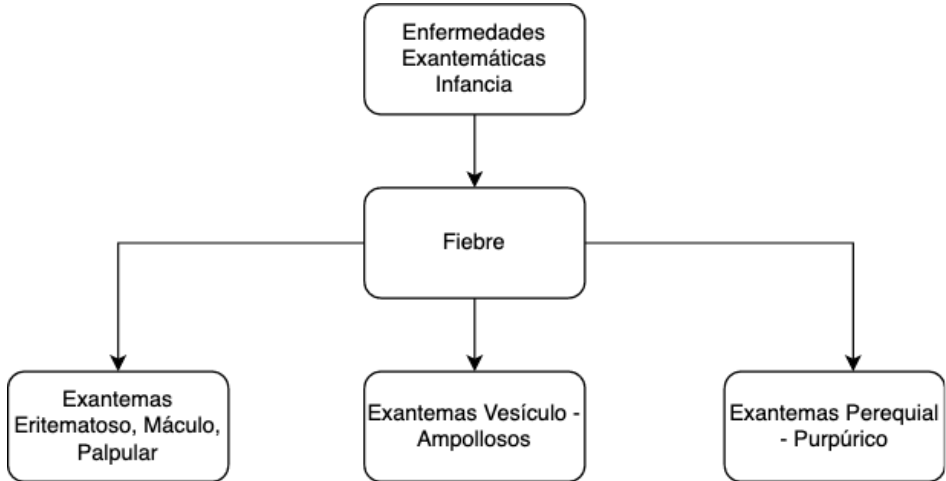 Enfermedades
Exantemáticas
Infancia
Fiebre
Exantemas
Eritematoso, Máculo,
Palpular
Exantemas Vesículo -
Ampollosos
Exantemas Perequial
- Purpúrico